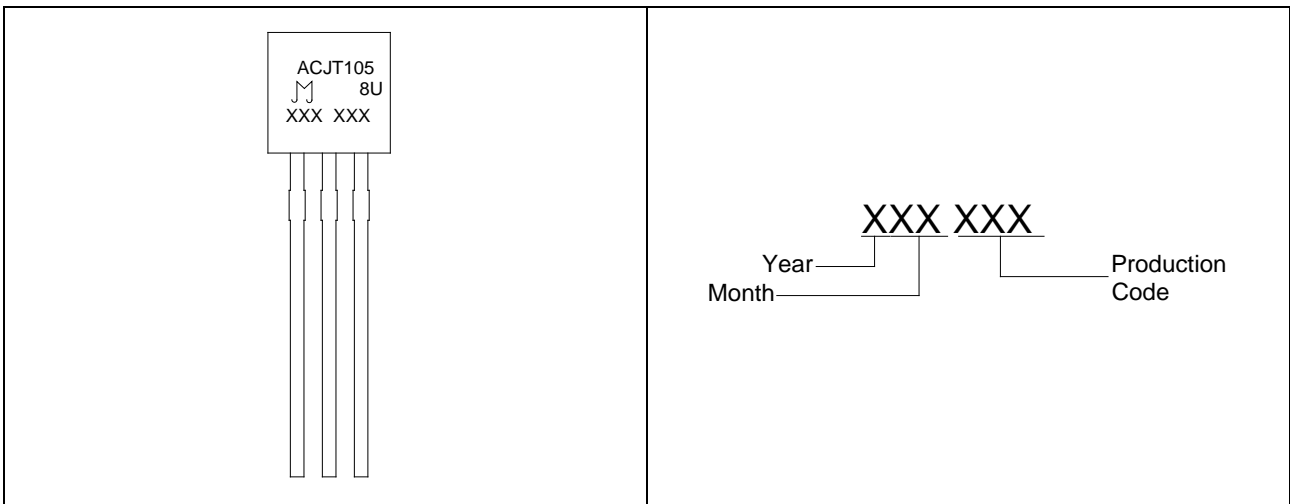 ACJT105
8U
XXX XXX
XXX XXX
Year
Month
Production
Code